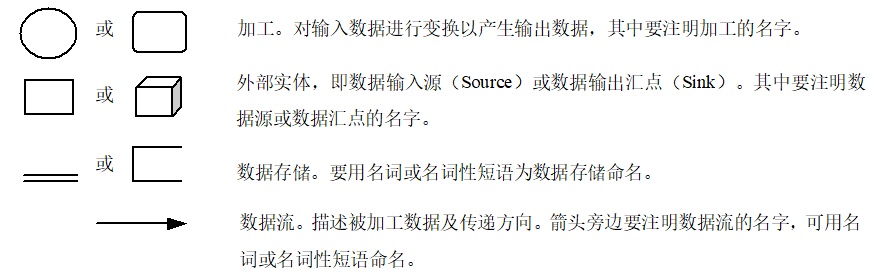 或 加工。对输入数据进行变换以产生输出数据，其中要注明加工的名字。
或 外部实体，即数据输入源（Source）或数据输出汇点（Sink）。其中要注明数
据源或数据汇点的名字。
或 数据存储。要用名词或名词性短语为数据存储命名。
数据流。描述被加工数据及传递方向。箭头旁边要注明数据流的名字，可用名
词或名词性短语命名。